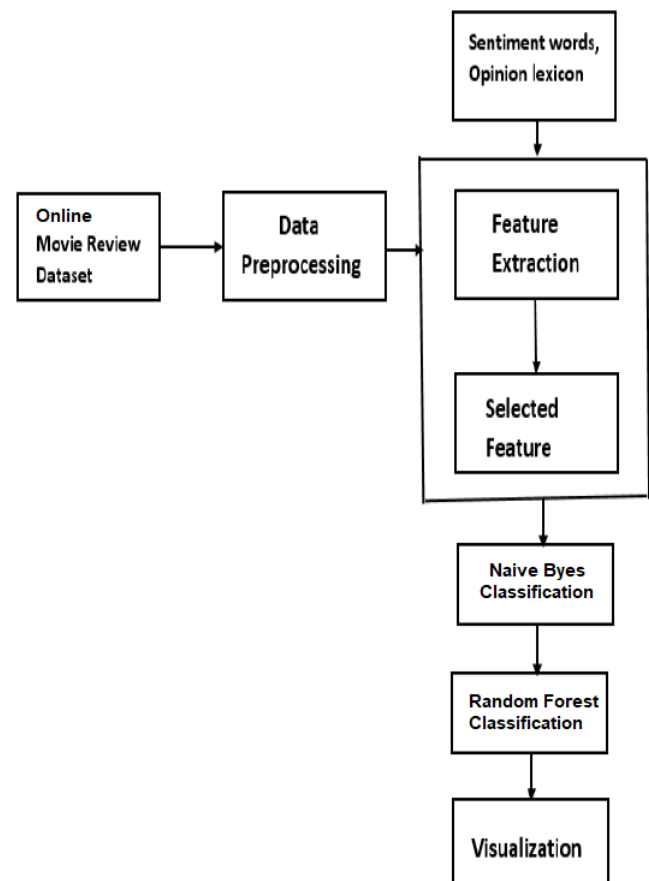 Sentiment words,
Opinion lexicon
Online
Movie Review
Dataset
Data
Preprocessing
Feature
Extraction
Selected
Feature
Naive Byes
Classification
Random Forest
Classification
Visualization